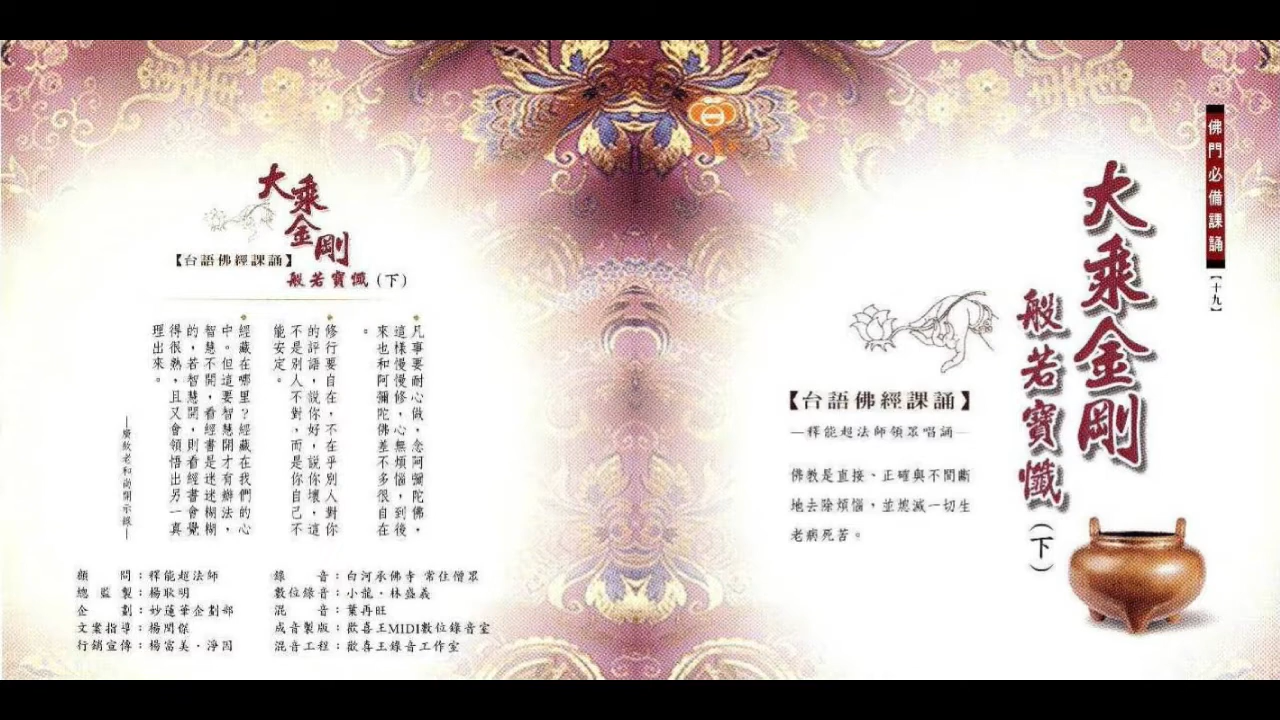 佛門必備課誦
【十九】
大乘金剛
般若寶懺
(下)
【台語佛經課誦】
—釋能超法師領眾唱誦—
佛教是直接、正確與不間斷
地去除煩惱,並熄滅一切生
老病死苦。
大乘金剛
【台語佛經課誦】
般若寶懺(下)
凡事要耐心做,念阿彌陀佛,
這樣慢慢修,心無煩惱,到後
來也和阿彌陀佛差不多很自在
。
修行要自在,不在乎別人對你
的評語,說你好,說你壞,這
不是別人不對,而是你自己不
能安定。
經藏在哪里?經藏在我們的心
中。但這要智慧開才有辦法,
智慧不開,看經書是迷迷糊糊
的,若智慧開,則看經書會覺
得很熟,且又會領悟出另一真
理出來。
—廣欽老和尚開示錄—
顧 問:釋能超法師
總監製:楊耿明
企 劃:妙蓮華企劃部
文案指導:楊閔傑
行銷宣傳:楊富美.淨因
錄 音:白河承佛寺 常住僧眾
數位錄音:小龍.林盛義
混 音:葉再旺
成音製版:歡喜王MIDI數位錄音室
混音工程:歡喜王錄音工作室